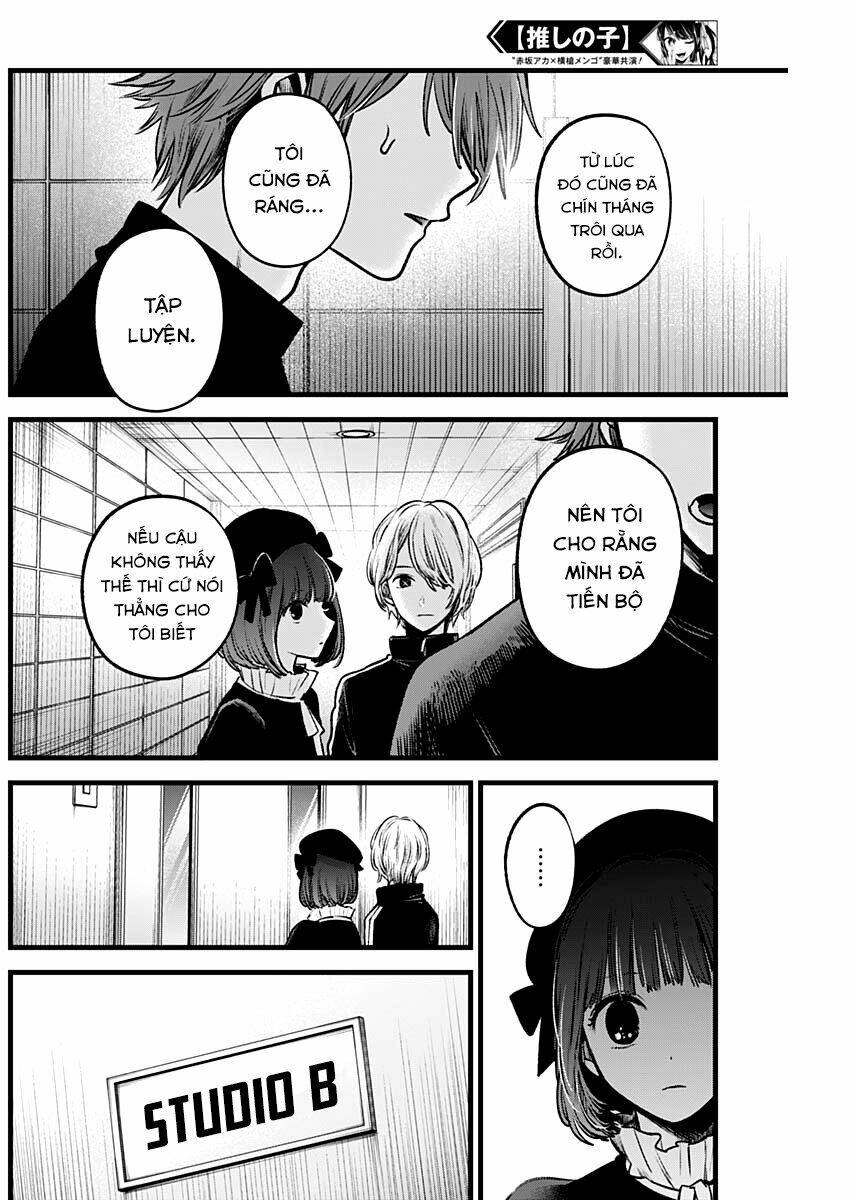 【推しの子】
"赤坂アカ×横槍メンゴ"豪華共演!
TỪ LÚC
ĐÓ CŨNG ĐÃ
CHÍN THÁNG
TRÔI QUA
RỒI.
TÔI
CŨNG ĐÃ
RÁNG...
TẬP
LUYỆN.
NÊN TÔI
CHO RẰNG
MÌNH ĐÃ
TIẾN BỘ
NẾU CẬU
KHÔNG THẤY
THẾ THÌ CỨ NÓI
THẲNG CHO
TÔI BIẾT
......
STUDIO B